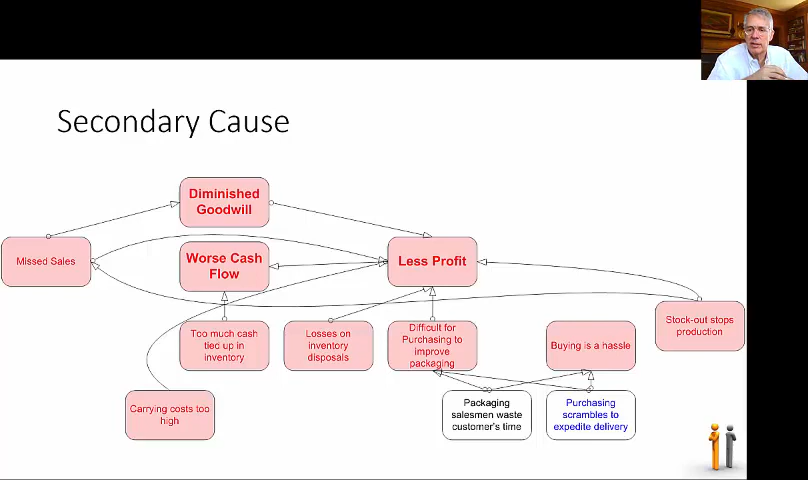 Secondary Cause
Diminished
Goodwill
Missed Sales
Worse Cash
Flow
Less Profit
Stock-out stops
production
Too much cash
tied up in
inventory
Losses on
inventory
disposals
Difficult for
Purchasing to
improve
packaging
Buying is a hassle
Carrying costs too
high
Packaging
salesmen waste
customer's time
Purchasing
scrambles to
expedite delivery